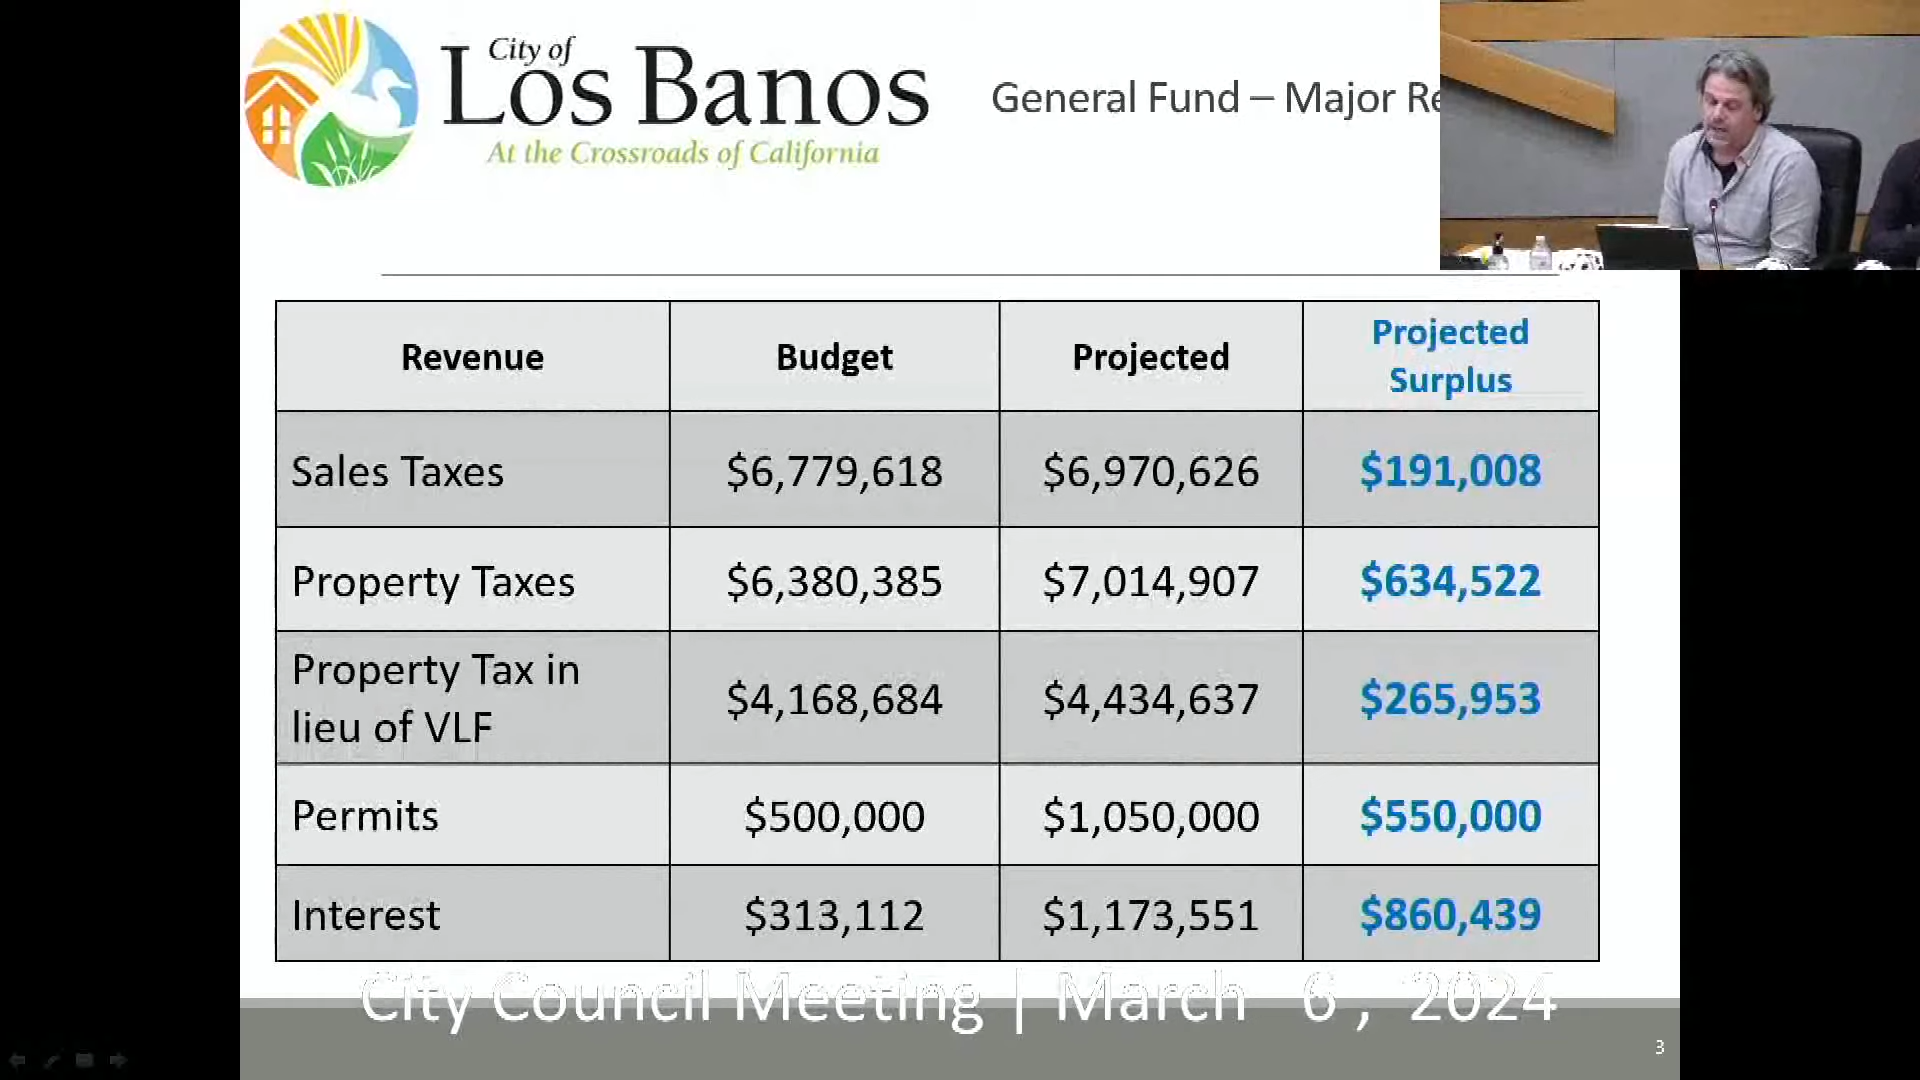 City of
Los Banos
At the Crossroads of California
General Fund – Major Re
Revenue Budget Projected Projected Surplus
Sales Taxes $6,779,618 $6,970,626 $191,008
Property Taxes $6,380,385 $7,014,907 $634,522
Property Tax in
lieu of VLF $4,168,684 $4,434,637 $265,953
Permits $500,000 $1,050,000 $550,000
Interest $313,112 $1,173,551 $860,439
City Council Meeting | March 6, 2024
3